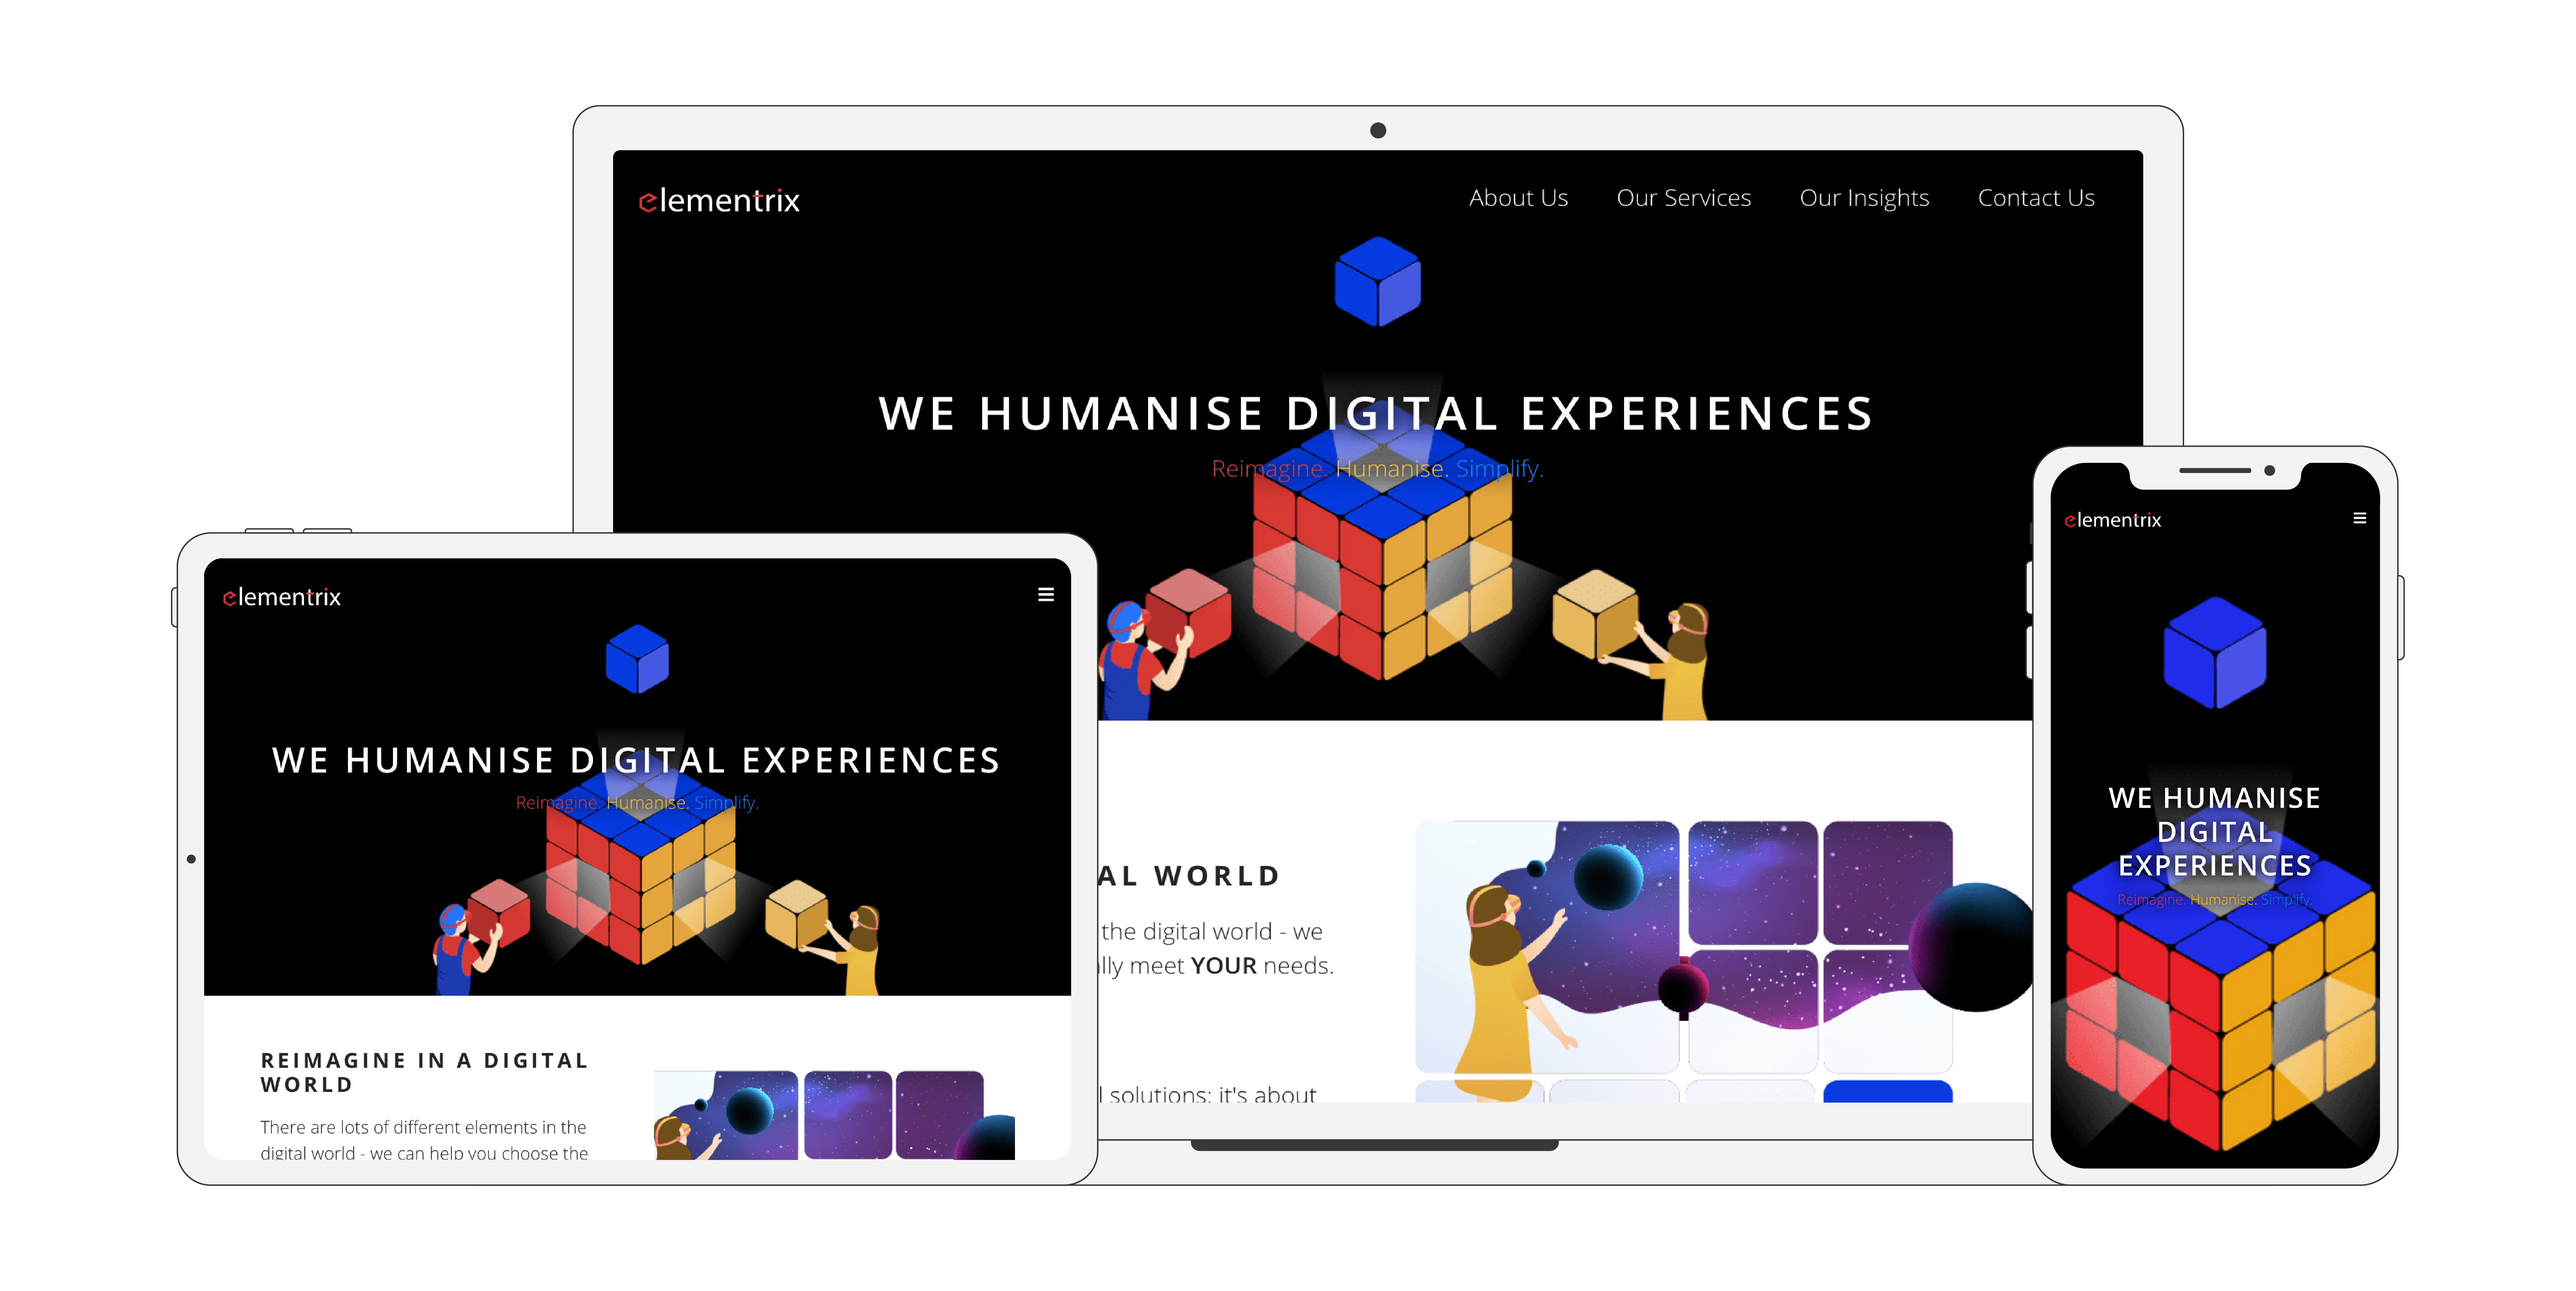 elementrix
About Us Our Services Our Insights Contact Us
WE HUMANISE DIGITAL EXPERIENCES
Reimagine. Humanise. Simplify.
AL WORLD
the digital world - we
lly meet YOUR needs.
solutions: it's about
elementrix
WE HUMANISE DIGITAL EXPERIENCES
Reimagine. Humanise. Simplify.
REIMAGINE IN A DIGITAL
WORLD
There are lots of different elements in the
digital world - we can help you choose the
elementrix
WE HUMANISE
DIGITAL
EXPERIENCES
Reimagine. Humanise. Simplify.